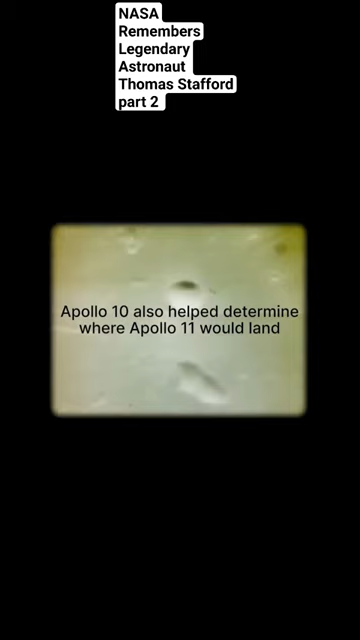 NASA
Remembers
Legendary
Astronaut
Thomas Stafford
part 2
Apollo 10 also helped determine
where Apollo 11 would land